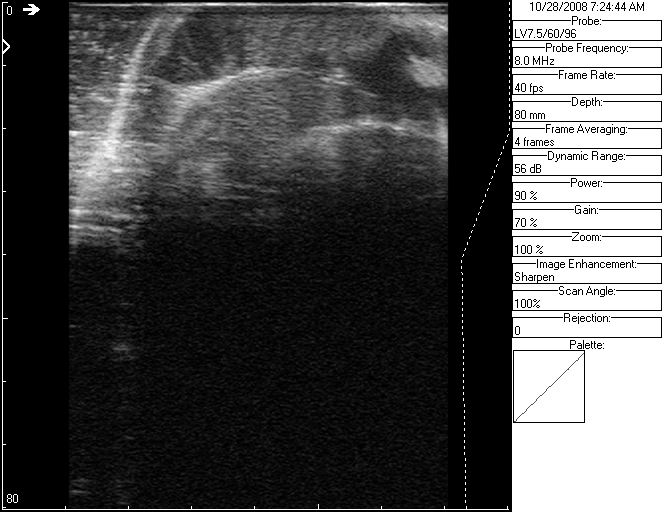 0
80
10/28/2008 7:24:44 AM
Probe:
LV7.5/60/96
Probe Frequency:
8.0 MHz
Frame Rate:
40 fps
Depth:
80 mm
Frame Averaging:
4 frames
Dynamic Range:
56 dB
Power:
90 %
Gain:
70 %
Zoom:
100 %
Image Enhancement:
Sharpen
Scan Angle:
100%
Rejection:
0
Palette: